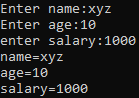 Enter name:xyz
Enter age:10
enter salary:1000
name=xyz
age=10
salary=1000